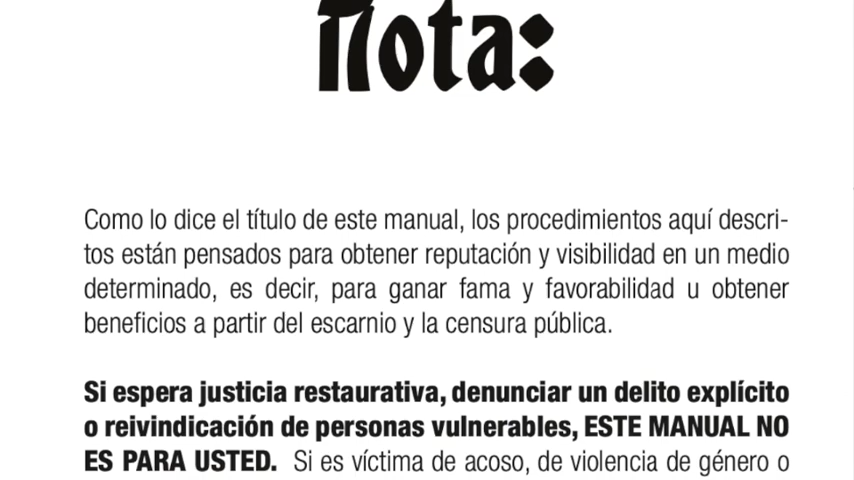 Nota:
Como lo dice el título de este manual, los procedimientos aquí descri-
tos están pensados para obtener reputación y visibilidad en un medio
determinado, es decir, para ganar fama y favorabilidad u obtener
beneficios a partir del escarnio y la censura pública.
Si espera justicia restaurativa, denunciar un delito explícito
o reivindicación de personas vulnerables, ESTE MANUAL NO
ES PARA USTED. Si es víctima de acoso, de violencia de género o